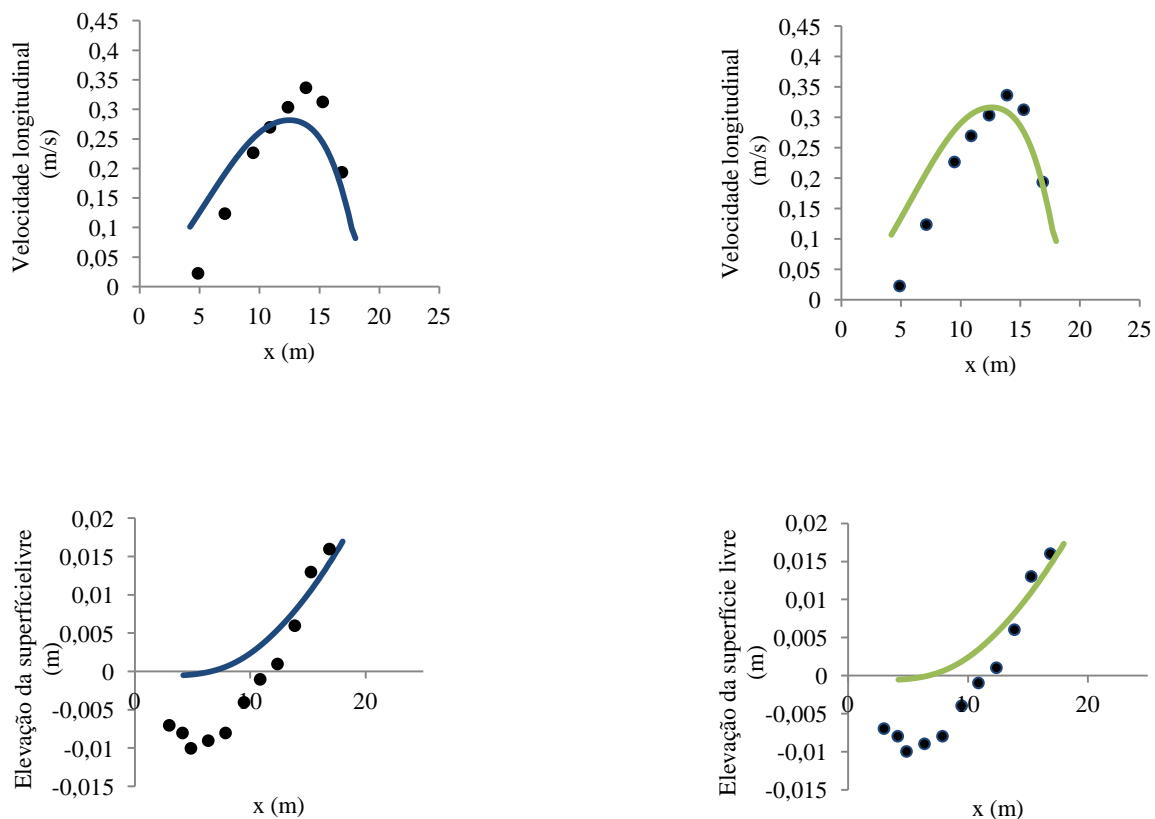 Velocidade longitudinal
(m/s)
0,45
0,4
0,35
0,3
0,25
0,2
0,15
0,1
0,05
0
0 5 10 15 20 25
x (m)
Velocidade longitudinal
(m/s)
0,45
0,4
0,35
0,3
0,25
0,2
0,15
0,1
0,05
0
0 5 10 15 20 25
x (m)
Elevação da superfícielivre
(m)
0,02
0,015
0,01
0,005
0
-0,005
-0,01
-0,015
0 10 20
x (m)
Elevação da superfície livre
(m)
0,02
0,015
0,01
0,005
0
-0,005
-0,01
-0,015
0 10 20
x (m)